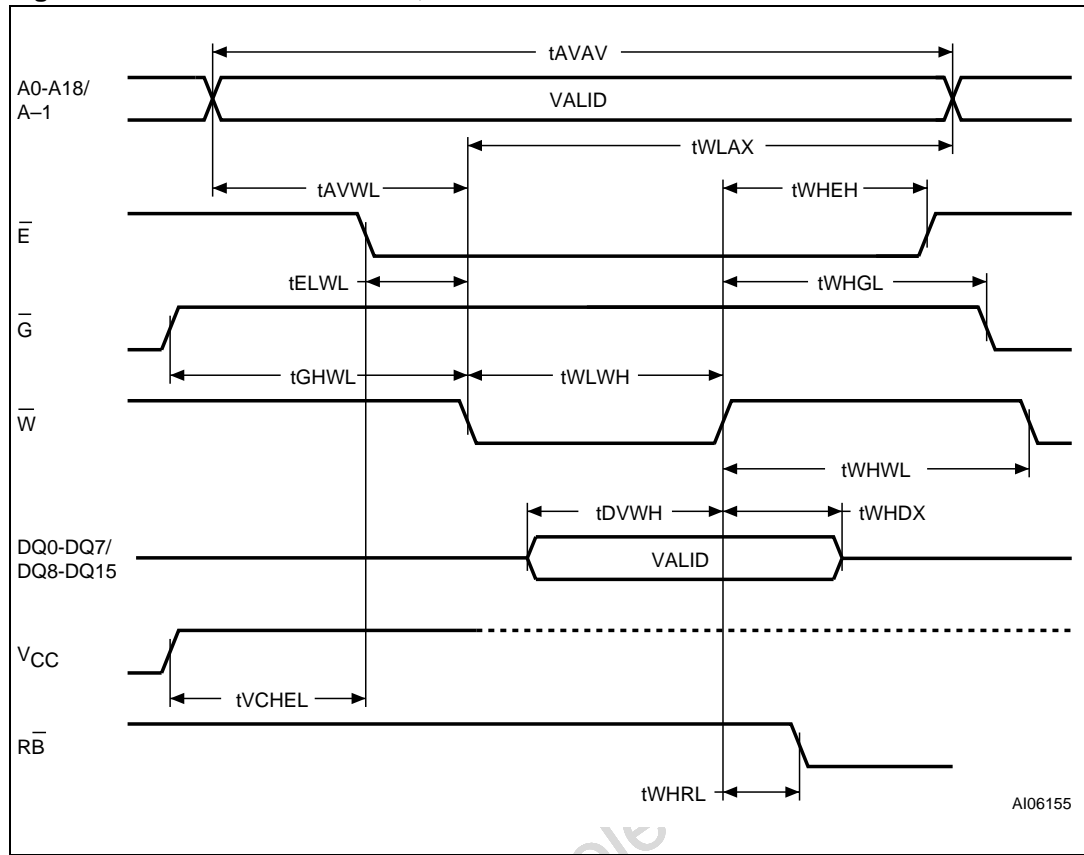 tAVAV
A0-A18/
A–1
VALID
tWLAX
tAVWL
tWHEH
E̅
tELWL
tWHGL
G̅
tGHWL
tWLWH
W̅
tWHWL
tDVWH
tWHDX
DQ0-DQ7/
DQ8-DQ15
VALID
VCC
tVCHEL
RB̅
tWHRL
AI06155